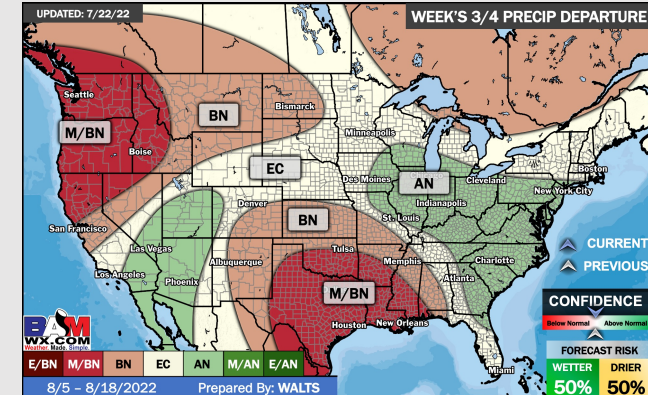 UPDATED: 7/22/22
WEEK'S 3/4 PRECIP DEPARTURE
Seattle
BN
Bismarck
M/BN
Minneapolis
Boise
EC
AN
Cleveland
Boston
Des Moines
New York City
Indianapolis
Denver
BN
St. Louis
San Francisco
Las Vegas
Tulsa
CURRENT
Albuquerque
Memphis
Charlotte
PREVIOUS
Los Angeles
Phoenix
Atlanta
M/BN
CONFIDENCE
Houston
New Orleans
Below Normal
Above Normal
BAM
WX.COM
Weather. Made. Simple.
FORECAST RISK
E/BN M/BN BN EC AN M/AN E/AN
Miami
WETTER
DRIER
8/5 – 8/18/2022
Prepared By: WALTS
50%
50%